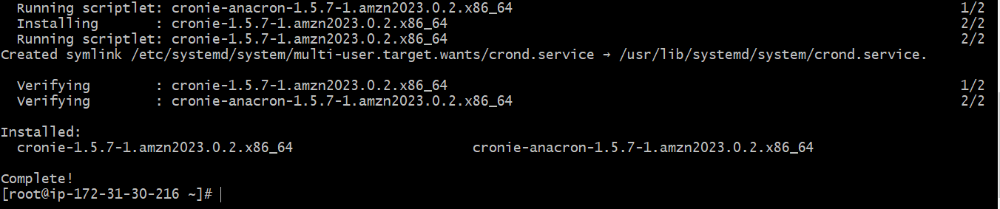 Running scriptlet: cronie-anacron-1.5.7-1.amzn2023.0.2.x86_64 1/2
Installing : cronie-1.5.7-1.amzn2023.0.2.x86_64 2/2
Running scriptlet: cronie-1.5.7-1.amzn2023.0.2.x86_64 2/2
Created symlink /etc/systemd/system/multi-user.target.wants/crond.service → /usr/lib/systemd/system/crond.service.
Verifying : cronie-1.5.7-1.amzn2023.0.2.x86_64 1/2
Verifying : cronie-anacron-1.5.7-1.amzn2023.0.2.x86_64 2/2
Installed:
cronie-1.5.7-1.amzn2023.0.2.x86_64 cronie-anacron-1.5.7-1.amzn2023.0.2.x86_64
Complete!
[root@ip-172-31-30-216 ~]#